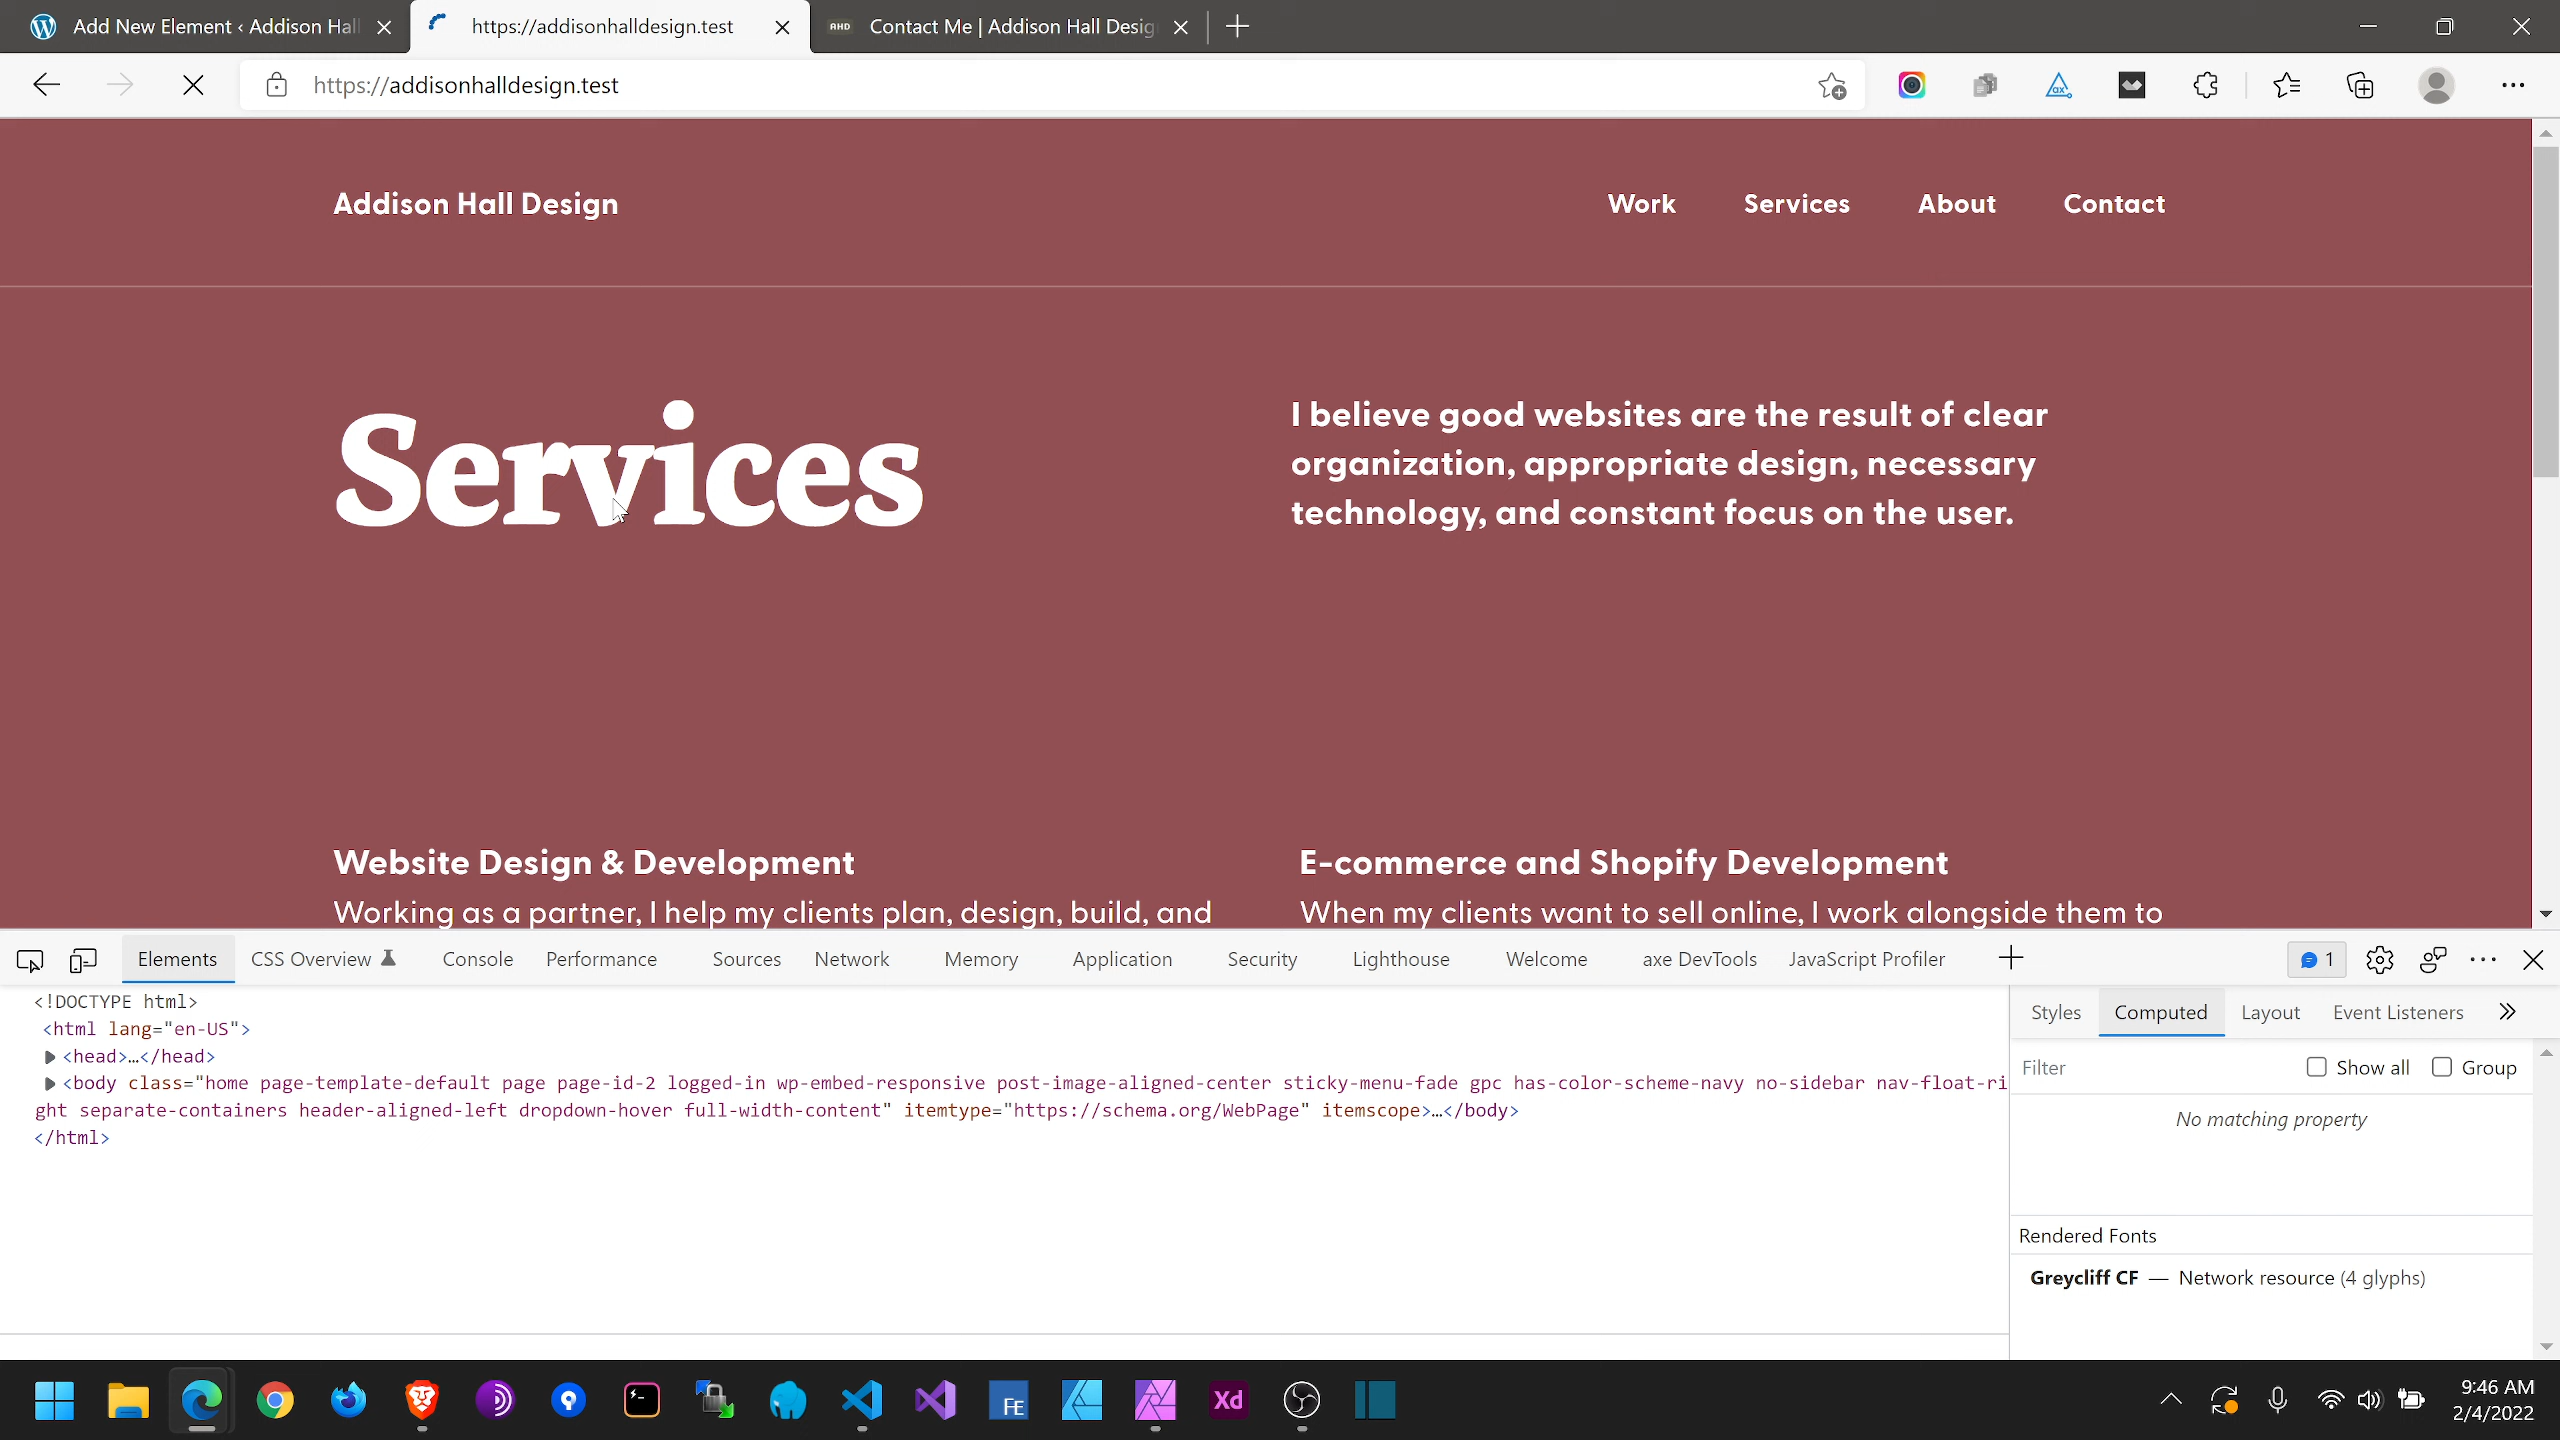 Add New Element ‹ Addison Hall
https://addisonhalldesign.test
AHD Contact Me | Addison Hall Desig
https://addisonhalldesign.test
Addison Hall Design
Work Services About Contact
Services
I believe good websites are the result of clear
organization, appropriate design, necessary
technology, and constant focus on the user.
Website Design & Development
Working as a partner, I help my clients plan, design, build, and
E-commerce and Shopify Development
When my clients want to sell online, I work alongside them to
Elements CSS Overview Console Performance Sources Network Memory Application Security Lighthouse Welcome axe DevTools JavaScript Profiler 1
<!DOCTYPE html>
<html lang="en-US">
<head>…</head>
<body class="home page-template-default page page-id-2 logged-in wp-embed-responsive post-image-aligned-center sticky-menu-fade gpc has-color-scheme-navy no-sidebar nav-float-ri
ght separate-containers header-aligned-left dropdown-hover full-width-content" itemtype="https://schema.org/WebPage" itemscope>…</body>
</html>
Styles Computed Layout Event Listeners
Filter Show all Group
No matching property
Rendered Fonts
Greycliff CF — Network resource (4 glyphs)
FE Xd
9:46 AM
2/4/2022